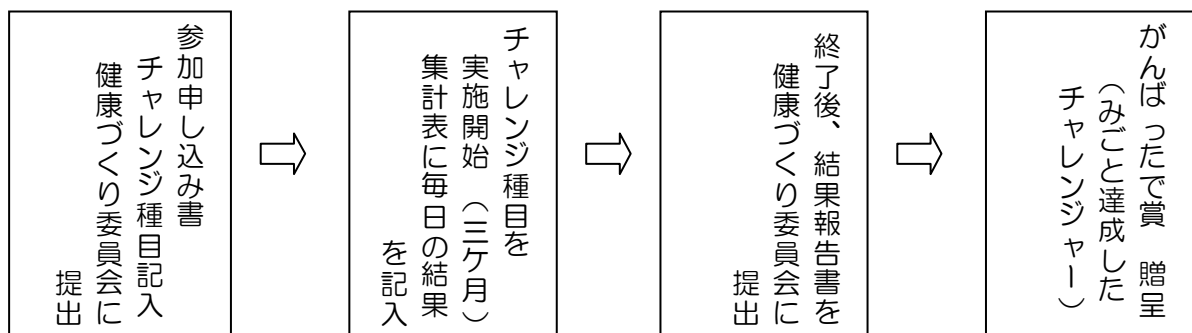 参加申し込み書
チャレンジ種目記入
健康づくり委員会に
提出
チャレンジ種目を
実施開始 (三ケ月)
集計表に毎日の結果
を記入
終了後、結果報告書を
健康づくり委員会に
提出
がんばったで賞 贈呈
(みごと達成した
チャレンジャー)